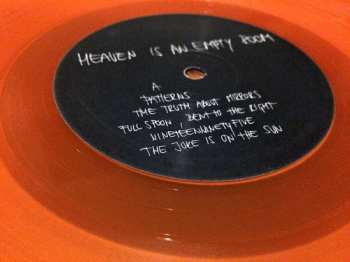 HEAVEN IS AN EMPTY ROOM
A
PATTERNS
THE TRUTH ABOUT MIRRORS
FULL SPOON, BENT TO THE RIGHT
NINETEENNINETYFIVE
THE JOKE IS ON THE SUN